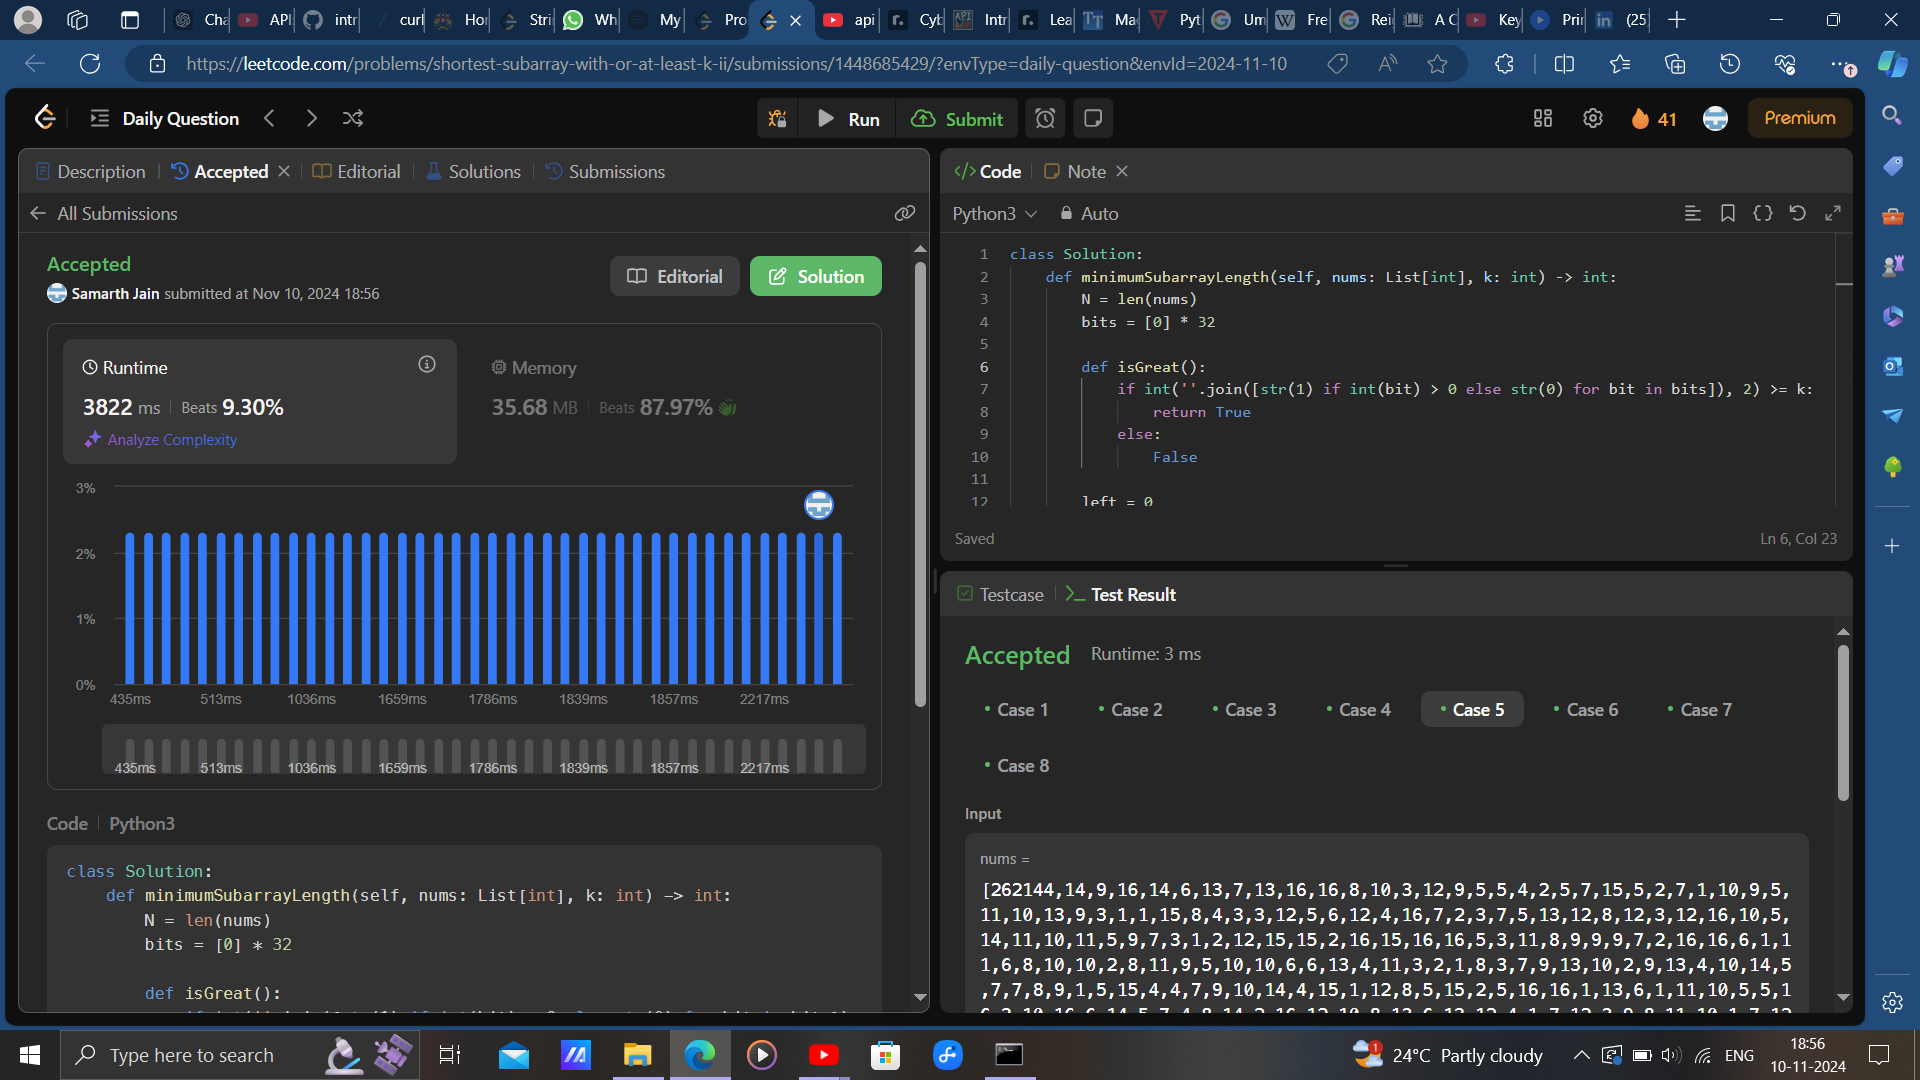 Cha
API
intr
curl
Hor
Stri
Wh
My
Pro
api
Cyb
Intr
Lea
Ma
Pyt
Um
Fre
Rei
A C
Key
Prir
(25
https://leetcode.com/problems/shortest-subarray-with-or-at-least-k-ii/submissions/1448685429/?envType=daily-question&envId=2024-11-10
Daily Question
Run
Submit
41
Premium
Description
Accepted
Editorial
Solutions
Submissions
All Submissions
Accepted
Samarth Jain submitted at Nov 10, 2024 18:56
Editorial
Solution
Runtime
3822 ms | Beats 9.30%
Analyze Complexity
Memory
35.68 MB | Beats 87.97%
3%
2%
1%
0%
435ms 513ms 1036ms 1659ms 1786ms 1839ms 1857ms 2217ms
435ms 513ms 1036ms 1659ms 1786ms 1839ms 1857ms 2217ms
Code | Python3
class Solution:
def minimumSubarrayLength(self, nums: List[int], k: int) -> int:
N = len(nums)
bits = [0] * 32
def isGreat():
Code
Note
Python3
Auto
1 class Solution:
2 def minimumSubarrayLength(self, nums: List[int], k: int) -> int:
3 N = len(nums)
4 bits = [0] * 32
5
6 def isGreat():
7 if int(''.join([str(1) if int(bit) > 0 else str(0) for bit in bits]), 2) >= k:
8 return True
9 else:
10 False
11
12 left = 0
Saved
Ln 6, Col 23
Testcase
Test Result
Accepted
Runtime: 3 ms
Case 1
Case 2
Case 3
Case 4
Case 5
Case 6
Case 7
Case 8
Input
nums =
[262144,14,9,16,14,6,13,7,13,16,16,8,10,3,12,9,5,5,4,2,5,7,15,5,2,7,1,10,9,5,
11,10,13,9,3,1,1,15,8,4,3,3,12,5,6,12,4,16,7,2,3,7,5,13,12,8,12,3,12,16,10,5,
14,11,10,11,5,9,7,3,1,2,12,15,15,2,16,15,16,16,5,3,11,8,9,9,9,7,2,16,16,6,1,1
1,6,8,10,10,2,8,11,9,5,10,10,6,6,13,4,11,3,2,1,8,3,7,9,13,10,2,9,13,4,10,14,5
,7,7,8,9,1,5,15,4,4,7,9,10,14,4,15,1,12,8,5,15,2,5,16,16,1,13,6,1,11,10,5,5,1
Type here to search
1
24°C Partly cloudy
ENG
18:56
10-11-2024